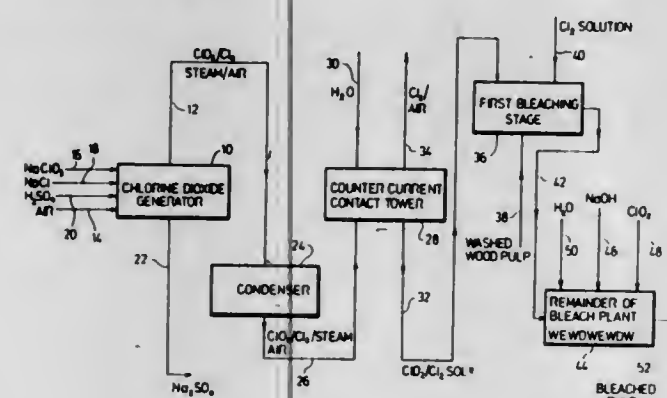 Cl₂ SOLUTION
40
ClO₂/Cl₂
STEAM/AIR
30
H₂O
Cl₂/
AIR
FIRST BLEACHING
STAGE
12
36
34
10
NaClO₃
16
18
NaCl
H₂SO₄
AIR
20
14
CHLORINE DIOXIDE
GENERATOR
COUNTER CURRENT
CONTACT TOWER
28
38
42
WASHED
WOOD PULP
H₂O
NaOH
ClO₂
50
46
48
22
24
CONDENSER
32
REMAINDER OF
BLEACH PLANT
WEWDWEWDW
ClO₂/Cl₂/STEAM
AIR
26
Na₂SO₄
ClO₂/Cl₂ SOL
44
52
BLEACHED